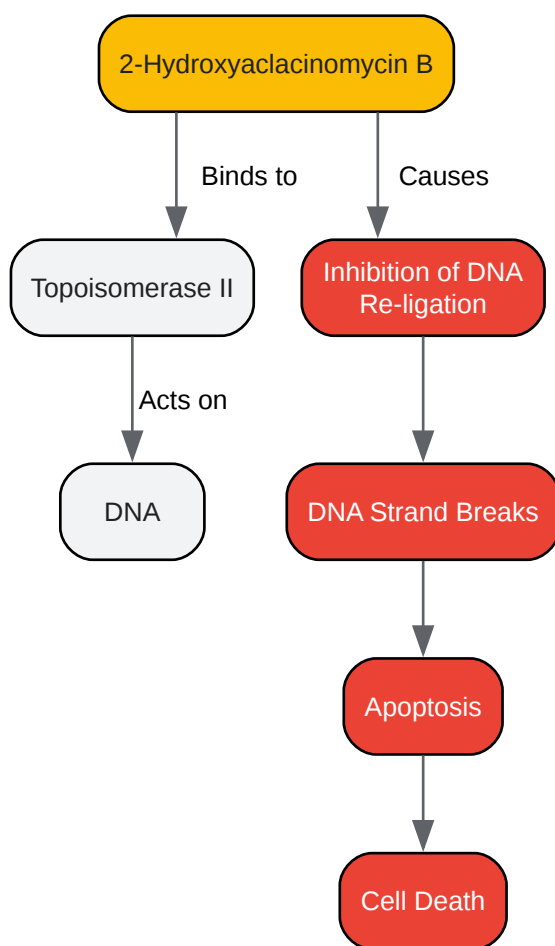 2-Hydroxyaclacinomycin B
Binds to
Causes
Topoisomerase II
Inhibition of DNA
Re-ligation
Acts on
DNA
DNA Strand Breaks
Apoptosis
Cell Death